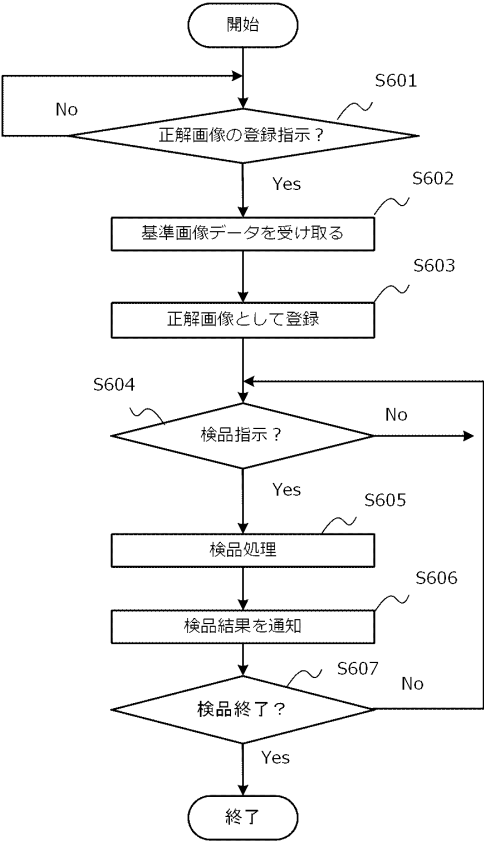 開始
S601
No
正解画像の登録指示？
Yes
S602
基準画像データを受け取る
S603
正解画像として登録
S604
No
検品指示？
Yes
S605
検品処理
S606
検品結果を通知
S607
No
検品終了？
Yes
終了